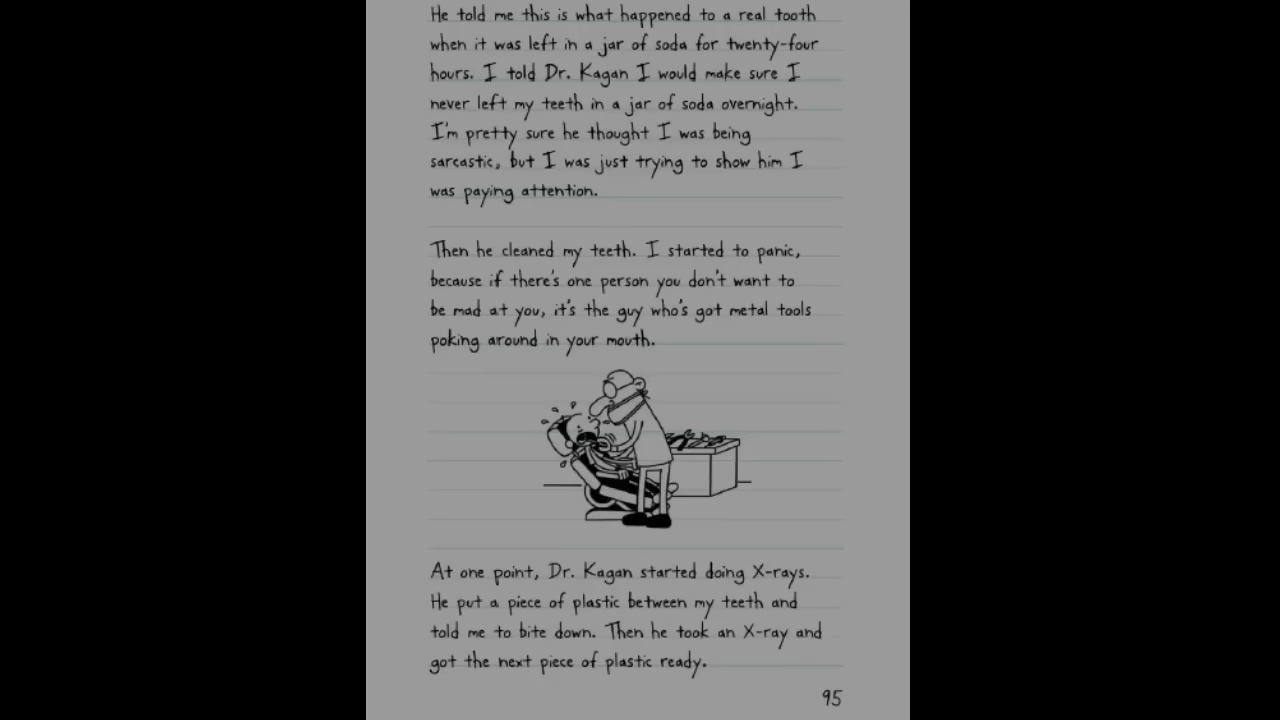 He told me this is what happened to a real tooth
when it was left in a jar of soda for twenty-four
hours. I told Dr. Kagan I would make sure I
never left my teeth in a jar of soda overnight.
I'm pretty sure he thought I was being
sarcastic, but I was just trying to show him I
was paying attention.
Then he cleaned my teeth. I started to panic,
because if there's one person you don't want to
be mad at you, it's the guy who's got metal tools
poking around in your mouth.
At one point, Dr. Kagan started doing X-rays.
He put a piece of plastic between my teeth and
told me to bite down. Then he took an X-ray and
got the next piece of plastic ready.
95